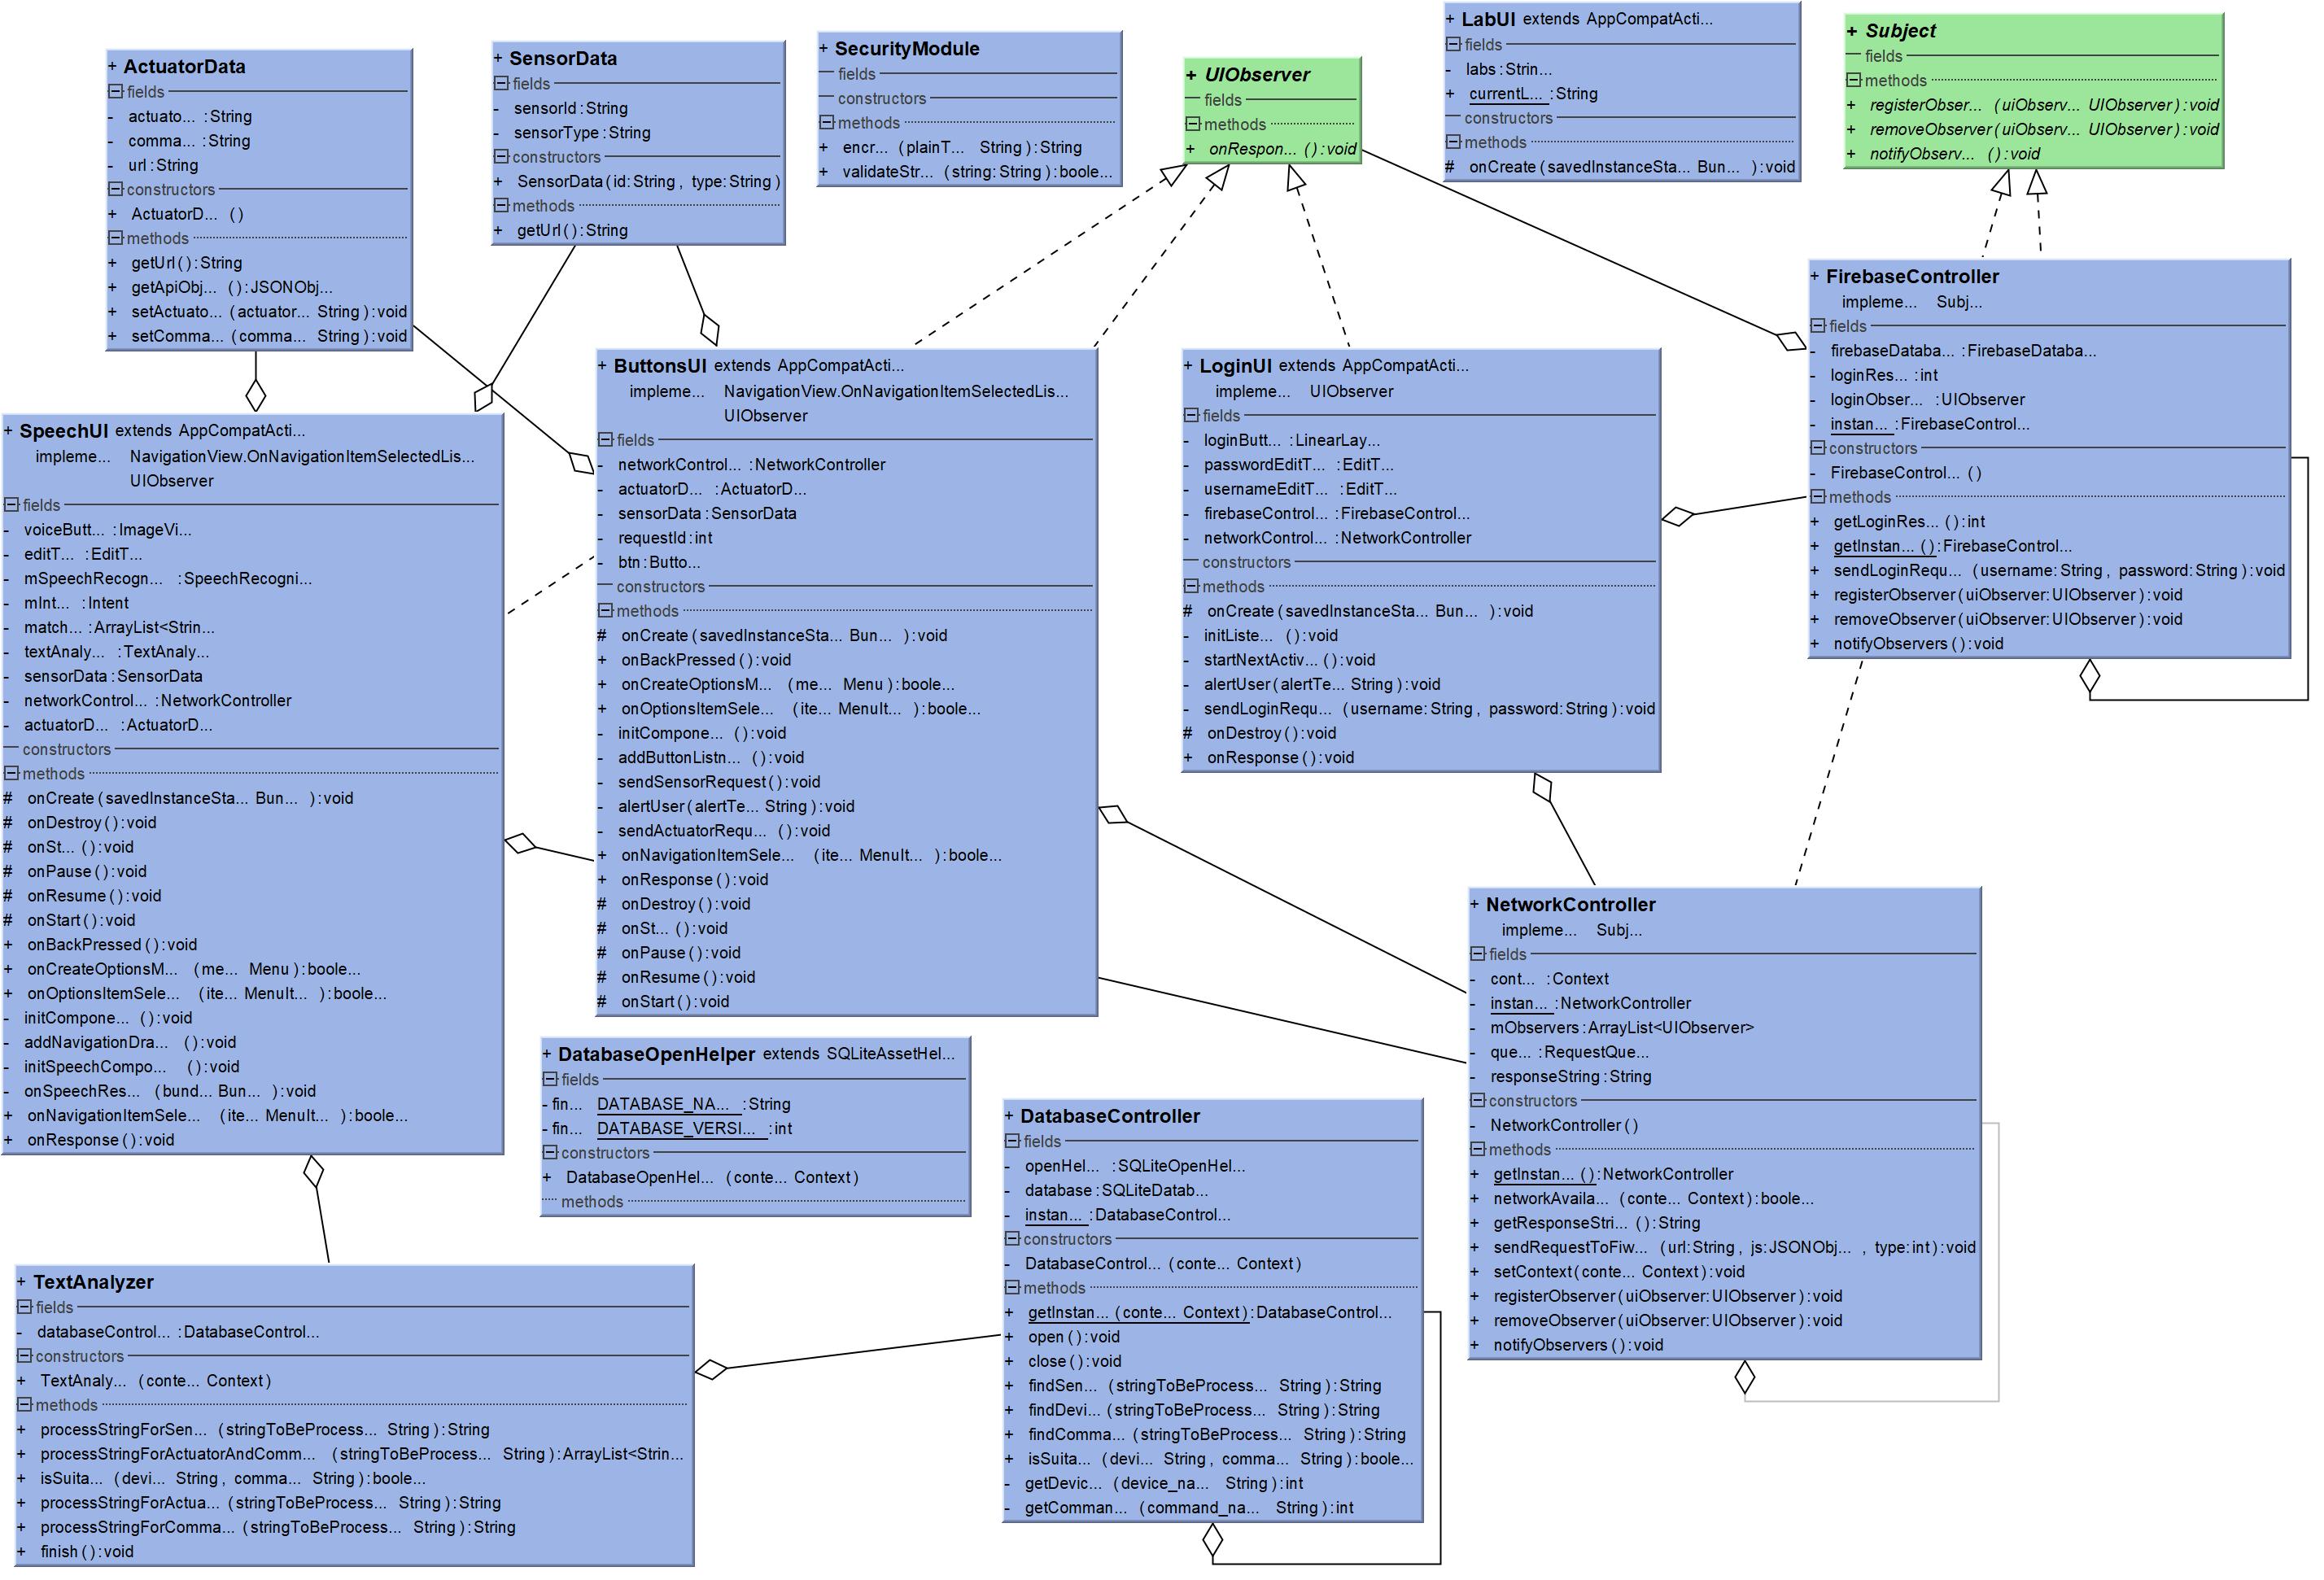 + ActuatorData
fields
- actuato... :String
- comma... :String
- url:String
constructors
+ ActuatorD... ()
methods
+ getUrl():String
+ getApiObj... ():JSONObj...
+ setActuato... (actuator... String):void
+ setComma... (comma... String):void
+ SensorData
fields
- sensorId:String
- sensorType:String
constructors
+ SensorData(id:String, type:String)
methods
+ getUrl():String
+ SecurityModule
fields
constructors
methods
+ encr... (plainT... String):String
+ validateStr... (string:String):boole...
+ UIObserver
fields
methods
+ onRespon... ():void
+ LabUI extends AppCompatActi...
fields
- labs:Strin...
+ currentL... :String
constructors
methods
# onCreate(savedInstanceSta... Bun... ):void
+ Subject
fields
methods
+ registerObser... (uiObserv... UIObserver):void
+ removeObserver(uiObserv... UIObserver):void
+ notifyObserv... ():void
+ SpeechUI extends AppCompatActi...
impleme... NavigationView.OnNavigationItemSelectedLis...
UIObserver
fields
- voiceButt... :ImageVi...
- editT... :EditT...
- mSpeechRecogn... :SpeechRecogni...
- mInt... :Intent
- match... :ArrayList<Strin...
- textAnaly... :TextAnaly...
- sensorData:SensorData
- networkControl... :NetworkController
- actuatorD... :ActuatorD...
constructors
methods
# onCreate(savedInstanceSta... Bun... ):void
# onDestroy():void
# onSt... ():void
# onPause():void
# onResume():void
# onStart():void
+ onBackPressed():void
+ onCreateOptionsM... (me... Menu):boole...
+ onOptionsItemSele... (ite... MenuIt... ):boole...
- initCompone... ():void
- addNavigationDra... ():void
- initSpeechCompo... ():void
- onSpeechRes... (bund... Bun... ):void
+ onNavigationItemSele... (ite... MenuIt... ):boole...
+ onResponse():void
+ ButtonsUI extends AppCompatActi...
impleme... NavigationView.OnNavigationItemSelectedLis...
UIObserver
fields
- networkControl... :NetworkController
- actuatorD... :ActuatorD...
- sensorData:SensorData
- requestId:int
- btn:Butto...
constructors
methods
# onCreate(savedInstanceSta... Bun... ):void
+ onBackPressed():void
+ onCreateOptionsM... (me... Menu):boole...
+ onOptionsItemSele... (ite... MenuIt... ):boole...
- initCompone... ():void
- addButtonListn... ():void
- sendSensorRequest():void
- alertUser(alertTe... String):void
- sendActuatorRequ... ():void
+ onNavigationItemSele... (ite... MenuIt... ):boole...
+ onResponse():void
# onDestroy():void
# onSt... ():void
# onPause():void
# onResume():void
# onStart():void
+ LoginUI extends AppCompatActi...
impleme... UIObserver
fields
- loginButt... :LinearLay...
- passwordEditT... :EditT...
- usernameEditT... :EditT...
- firebaseControl... :FirebaseControl...
- networkControl... :NetworkController
constructors
methods
# onCreate(savedInstanceSta... Bun... ):void
- initListe... ():void
- startNextActiv... ():void
- alertUser(alertTe... String):void
- sendLoginRequ... (username:String, password:String):void
# onDestroy():void
+ onResponse():void
+ FirebaseController
impleme... Subj...
fields
- firebaseDataba... :FirebaseDataba...
- loginRes... :int
- loginObser... :UIObserver
- instan... :FirebaseControl...
constructors
- FirebaseControl... ()
methods
+ getLoginRes... ():int
+ getInstan... ():FirebaseControl...
+ sendLoginRequ... (username:String, password:String):void
+ registerObserver(uiObserver:UIObserver):void
+ removeObserver(uiObserver:UIObserver):void
+ notifyObservers():void
+ NetworkController
impleme... Subj...
fields
- cont... :Context
- instan... :NetworkController
- mObservers:ArrayList<UIObserver>
- que... :RequestQue...
- responseString:String
constructors
- NetworkController()
methods
+ getInstan... ():NetworkController
+ networkAvaila... (conte... Context):boole...
+ getResponseStri... ():String
+ sendRequestToFiw... (url:String, js:JSONObj... , type:int):void
+ setContext(conte... Context):void
+ registerObserver(uiObserver:UIObserver):void
+ removeObserver(uiObserver:UIObserver):void
+ notifyObservers():void
+ DatabaseOpenHelper extends SQLiteAssetHel...
fields
- fin... DATABASE_NA... :String
- fin... DATABASE_VERSI... :int
constructors
+ DatabaseOpenHel... (conte... Context)
methods
+ DatabaseController
fields
- openHel... :SQLiteOpenHel...
- database:SQLiteDatab...
- instan... :DatabaseControl...
constructors
- DatabaseControl... (conte... Context)
methods
+ getInstan... (conte... Context):DatabaseControl...
+ open():void
+ close():void
+ findSen... (stringToBeProcess... String):String
+ findDevi... (stringToBeProcess... String):String
+ findComma... (stringToBeProcess... String):String
+ isSuita... (devi... String, comma... String):boole...
- getDevic... (device_na... String):int
- getComman... (command_na... String):int
+ TextAnalyzer
fields
- databaseControl... :DatabaseControl...
constructors
+ TextAnaly... (conte... Context)
methods
+ processStringForSen... (stringToBeProcess... String):String
+ processStringForActuatorAndComm... (stringToBeProcess... String):ArrayList<Strin...
+ isSuita... (devi... String, comma... String):boole...
+ processStringForActua... (stringToBeProcess... String):String
+ processStringForComma... (stringToBeProcess... String):String
+ finish():void